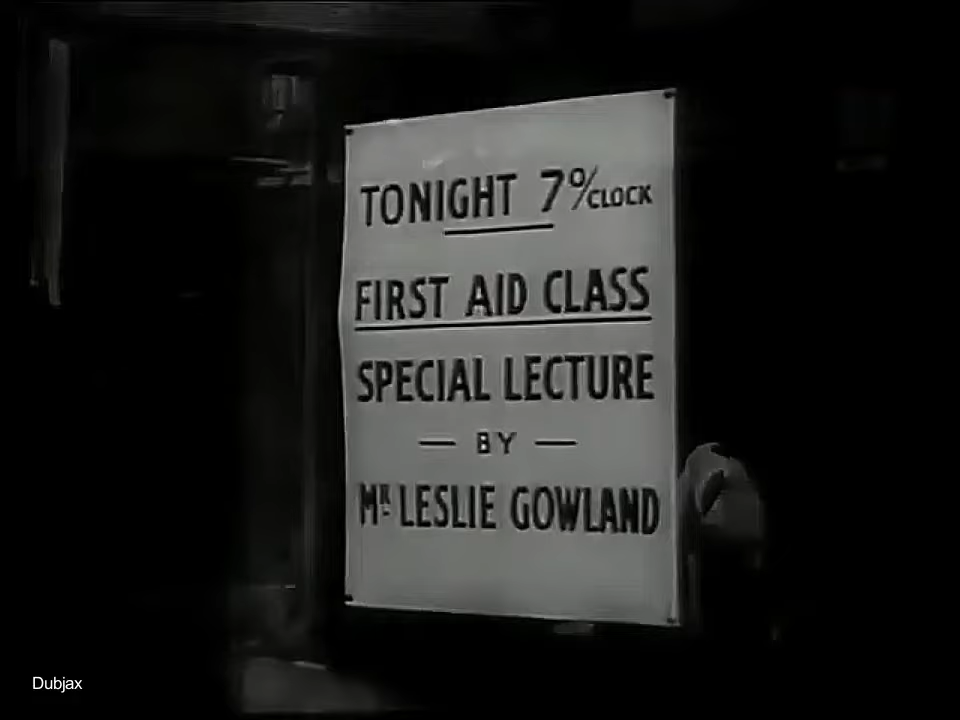 TONIGHT 7 O/CLOCK
FIRST AID CLASS
SPECIAL LECTURE
— BY —
MR LESLIE GOWLAND
Dubjax